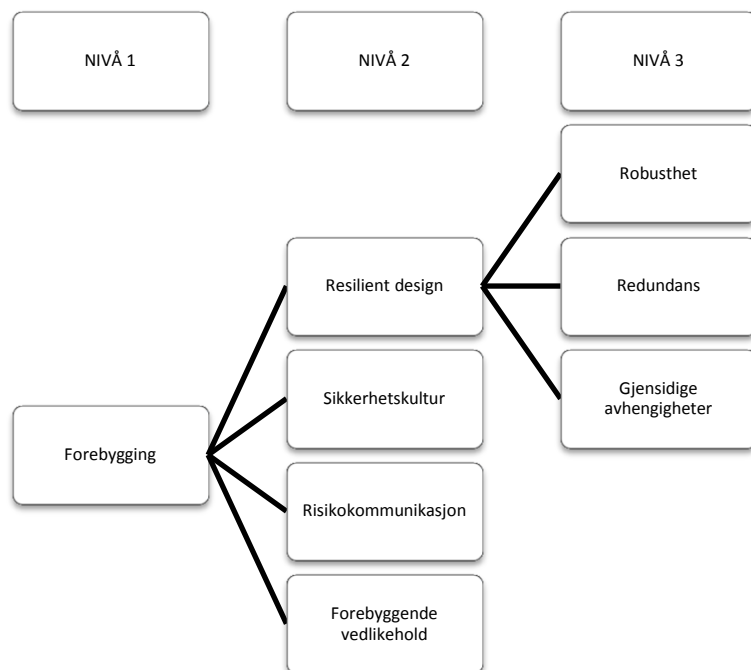 NIVÅ 1
NIVÅ 2
NIVÅ 3
Robusthet
Resilient design
Redundans
Sikkerhetskultur
Gjensidige
avhengigheter
Forebygging
Risikokommunikasjon
Forebyggende
vedlikehold